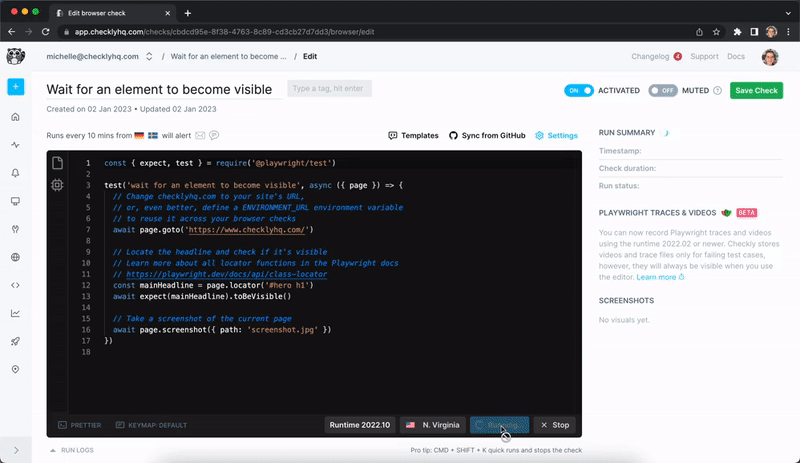 Edit browser check
app.checklyhq.com/checks/cbdcd95e-8f38-4763-8c89-cd3cb27d7dd3/browser/edit
michelle@checklyhq.com / Wait for an element to become ... / Edit
Changelog 4 Support Docs
Wait for an element to become visible
Type a tag, hit enter
ON ACTIVATED OFF MUTED Save Check
Created on 02 Jan 2023 • Updated 02 Jan 2023
Runs every 10 mins from will alert
Templates Sync from GitHub Settings
1 const { expect, test } = require('@playwright/test')
2
3 test('wait for an element to become visible', async ({ page }) => {
4 // Change checklyhq.com to your site's URL,
5 // or, even better, define a ENVIRONMENT_URL environment variable
6 // to reuse it across your browser checks
7 await page.goto('https://www.checklyhq.com/')
8
9 // Locate the headline and check if it's visible
10 // Learn more about all locator functions in the Playwright docs
11 // https://playwright.dev/docs/api/class-locator
12 const mainHeadline = page.locator('#hero h1')
13 await expect(mainHeadline).toBeVisible()
14
15 // Take a screenshot of the current page
16 await page.screenshot({ path: 'screenshot.jpg' })
17 })
18
PRETTIER KEYMAP: DEFAULT Runtime 2022.10 N. Virginia Running... Stop
RUN LOGS
Pro tip: CMD + SHIFT + K quick runs and stops the check
RUN SUMMARY
Timestamp:
Check duration:
Run status:
PLAYWRIGHT TRACES & VIDEOS BETA
You can now record Playwright traces and videos
using the runtime 2022.02 or newer. Checkly stores
videos and trace files only for failing test cases,
however, they will always be visible when you use
the editor. Learn more
SCREENSHOTS
No visuals yet.